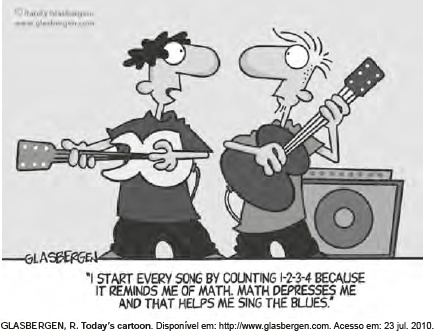 © Randy Glasbergen
www.glasbergen.com
GLASBERGEN
"I START EVERY SONG BY COUNTING 1-2-3-4 BECAUSE
IT REMINDS ME OF MATH. MATH DEPRESSES ME
AND THAT HELPS ME SING THE BLUES."
GLASBERGEN, R. Today's cartoon. Disponível em: http://www.glasbergen.com. Acesso em: 23 jul. 2010.